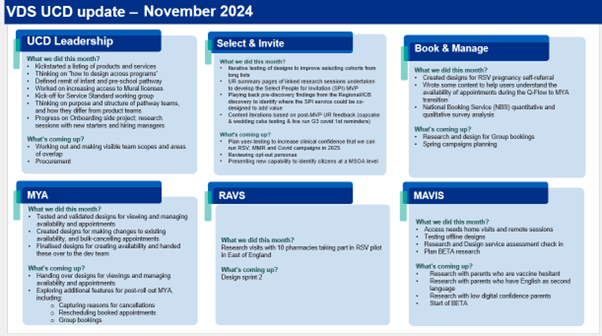 VDS UCD update – November 2024
UCD Leadership
What we did this month?
• Kickstarted a listing of products and services
• Thinking on "how to design across programs"
• Defined remit of infant and pre-school pathway
• Worked on increasing access to Mural licenses
• Kick-off for Service Standard working group
• Thinking on purpose and structure of pathway teams,
and how they differ from product teams
• Progress on Onboarding side project: research
sessions with new starters and hiring managers
What's coming up?
• Working out and making visible team scopes and areas
of overlap
• Procurement
Select & Invite
What we did this month?
• Iterative testing of designs to improve selecting cohorts from
long lists
• UR summary pages of linked research sessions undertaken
to develop the Select People for Invitation (SPI) MVP
• Playing back pre-discovery findings from the Regional/ICB
discovery to identify where the SPI service could be co-
designed to add value
• Content iterations based on post-MVP UR feedback (cupcake
& wedding cake tests & live run G3 covid 1st reminders)
What's coming up?
• Plan user-testing to increase clinical confidence that we can
run RSV, MMR and Covid campaigns in 2025
• Reviewing opt-out personas
• Presenting new capability to identify citizens at a MSOA level
Book & Manage
What we did this month?
• Created designs for RSV pregnancy self-referral
• Wrote some content to help users understand the
availability of appointments during the Q-Flow to MYA
transition
• National Booking Service (NBS) quantitative and
qualitative survey analysis
What's coming up?
• Research and design for Group bookings
• Spring campaigns planning
MYA
What we did this month?
• Tested and validated designs for viewing and managing
availability and appointments
• Created designs for making changes to existing
availability, and bulk-cancelling appointments
• Finalised designs for creating availability and handed
these over to the dev team
What's coming up?
• Handing over designs for viewings and managing
availability and appointments
• Exploring additional features for post-roll out MYA,
including:
o Capturing reasons for cancellations
o Rescheduling booked appointments
o Group bookings
RAVS
What we did this month?
Research visits with 10 pharmacies taking part in RSV pilot
in East of England
What's coming up?
Design sprint 2
MAVIS
What we did this month?
• Access needs home visits and remote sessions
• Testing offline designs
• Research and Design service assessment check in
• Plan BETA research
What's coming up?
• Research with parents who are vaccine hesitant
• Research with parents who have English as second
language
• Research with low digital confidence parents
• Start of BETA